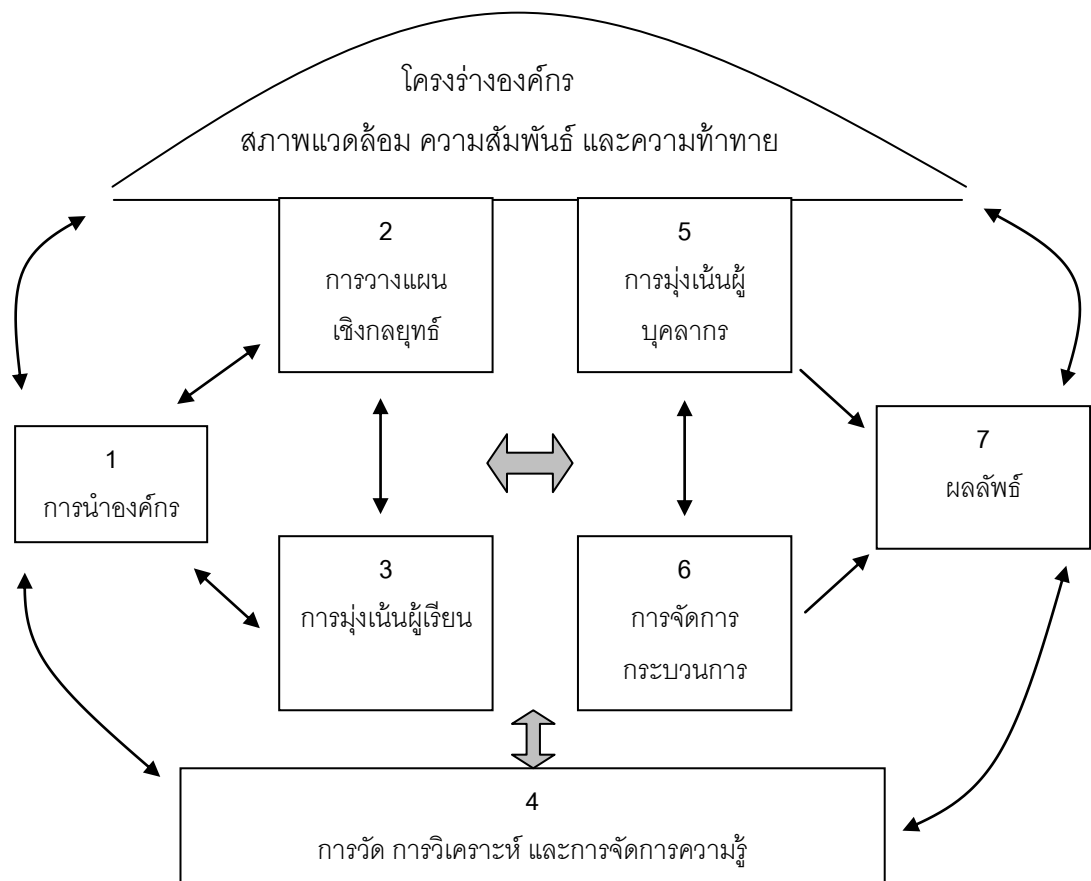 โครงร่างองค์กร
สภาพแวดล้อม ความสัมพันธ์ และความท้าทาย
2
การวางแผน
เชิงกลยุทธ์
5
การมุ่งเน้นผู้
บุคลากร
1
การนำองค์กร
7
ผลลัพธ์
3
การมุ่งเน้นผู้เรียน
6
การจัดการ
กระบวนการ
4
การวัด การวิเคราะห์ และการจัดการความรู้